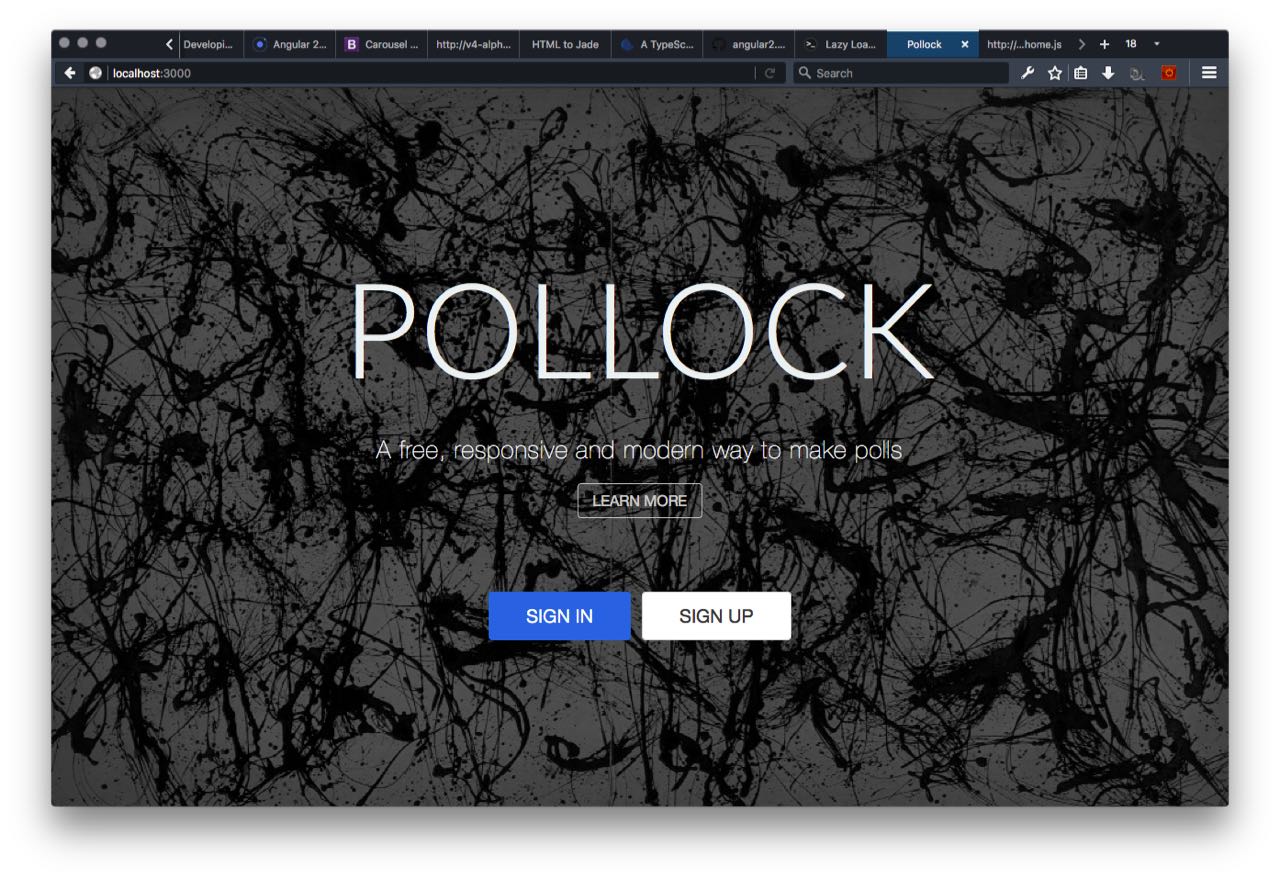 Developi...
Angular 2...
Carousel ...
http://v4-alph...
HTML to Jade
A TypeSc...
angular2....
Lazy Loa...
Pollock
http://...home.js
18
localhost:3000
Search
POLLOCK
A free, responsive and modern way to make polls
LEARN MORE
SIGN IN
SIGN UP